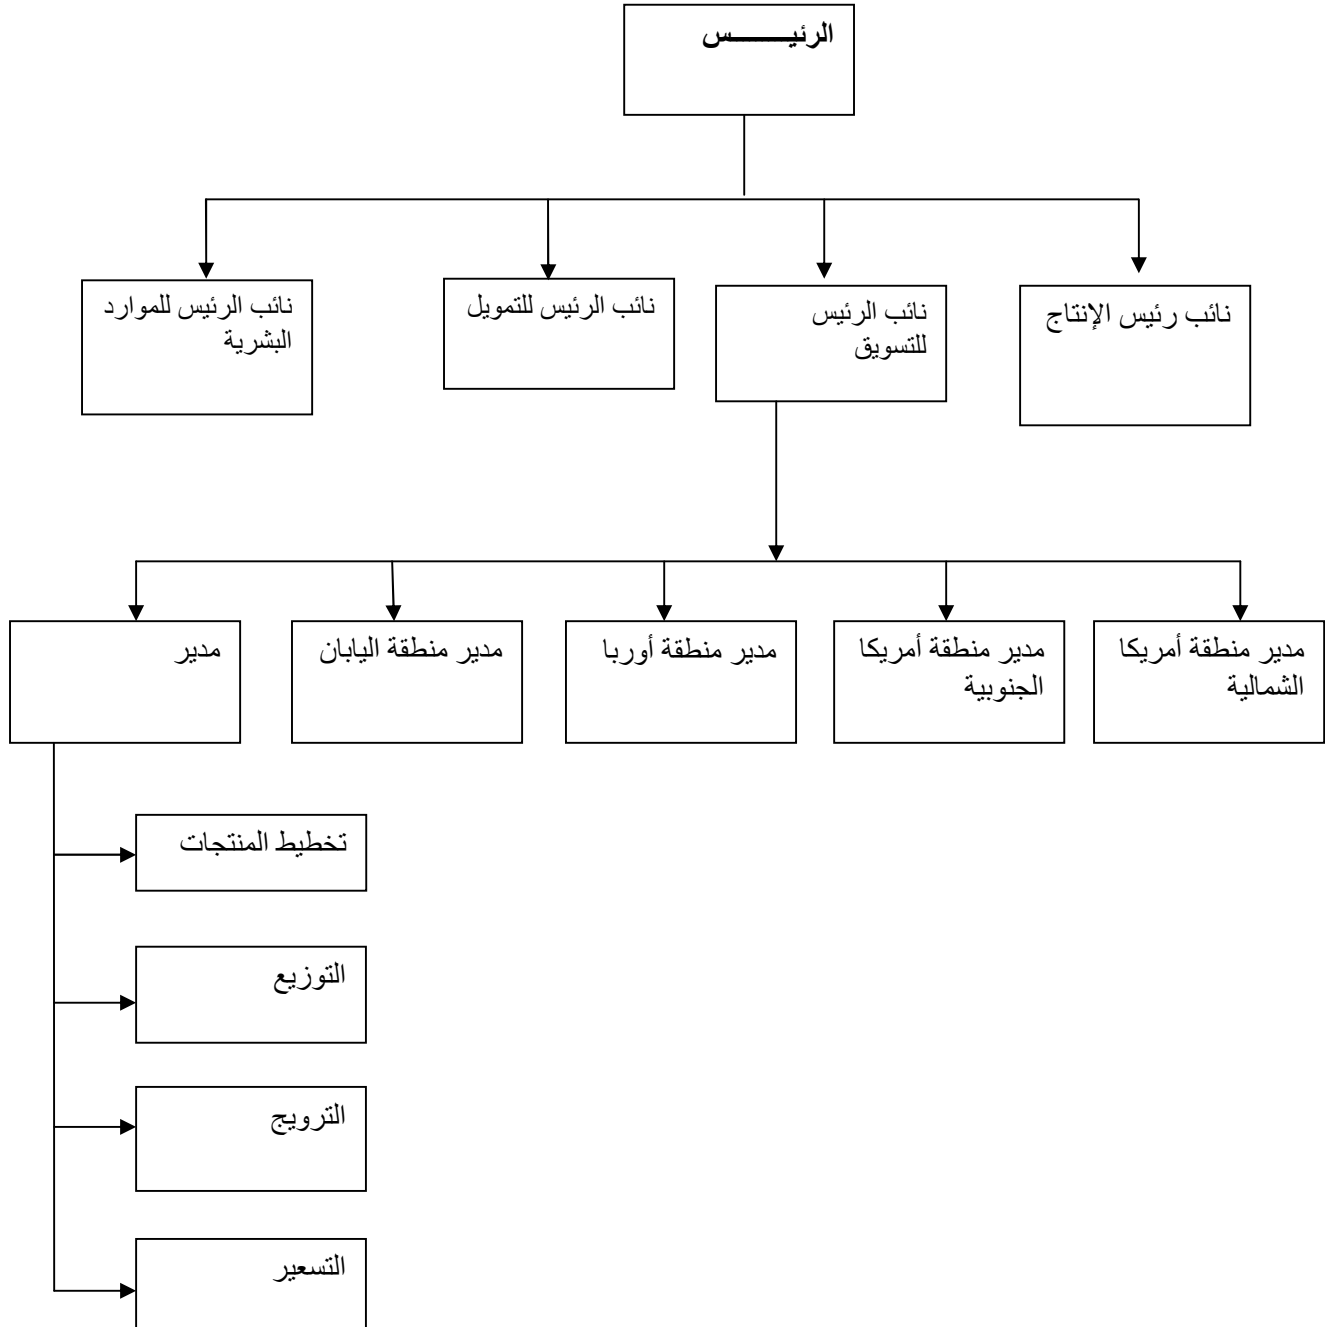 الرئيـــــــس
نائب رئيس الإنتاج
نائب الرئيس
للتسويق
نائب الرئيس للتمويل
نائب الرئيس للموارد
البشرية
مدير منطقة أمريكا
الشمالية
مدير منطقة أمريكا
الجنوبية
مدير منطقة أوربا
مدير منطقة اليابان
مدير
تخطيط المنتجات
التوزيع
الترويج
التسعير